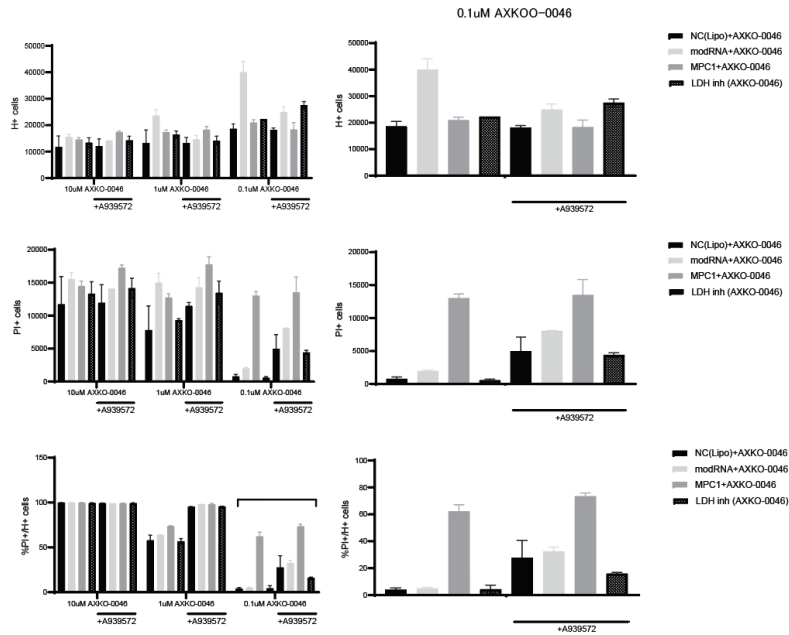 0.1uM AXKOO-0046
H+ cells
50000
40000
30000
20000
10000
0
10uM AXKO-0046 1uM AXKO-0046 0.1uM AXKO-0046
+A939572 +A939572 +A939572
H+ cells
50000
40000
30000
20000
10000
0
+A939572
NC(Lipo)+AXKO-0046
modRNA+AXKO-0046
MPC1+AXKO-0046
LDH inh (AXKO-0046)
PI+ cells
20000
15000
10000
5000
0
10uM AXKO-0046 1uM AXKO-0046 0.1uM AXKO-0046
+A939572 +A939572 +A939572
PI+ cells
20000
15000
10000
5000
0
+A939572
NC(Lipo)+AXKO-0046
modRNA+AXKO-0046
MPC1+AXKO-0046
LDH inh (AXKO-0046)
%PI+/H+ cells
150
100
50
0
10uM AXKO-0046 1uM AXKO-0046 0.1uM AXKO-0046
+A939572 +A939572 +A939572
%PI+/H+ cells
100
80
60
40
20
0
+A939572
NC(Lipo)+AXKO-0046
modRNA+AXKO-0046
MPC1+AXKO-0046
LDH inh (AXKO-0046)